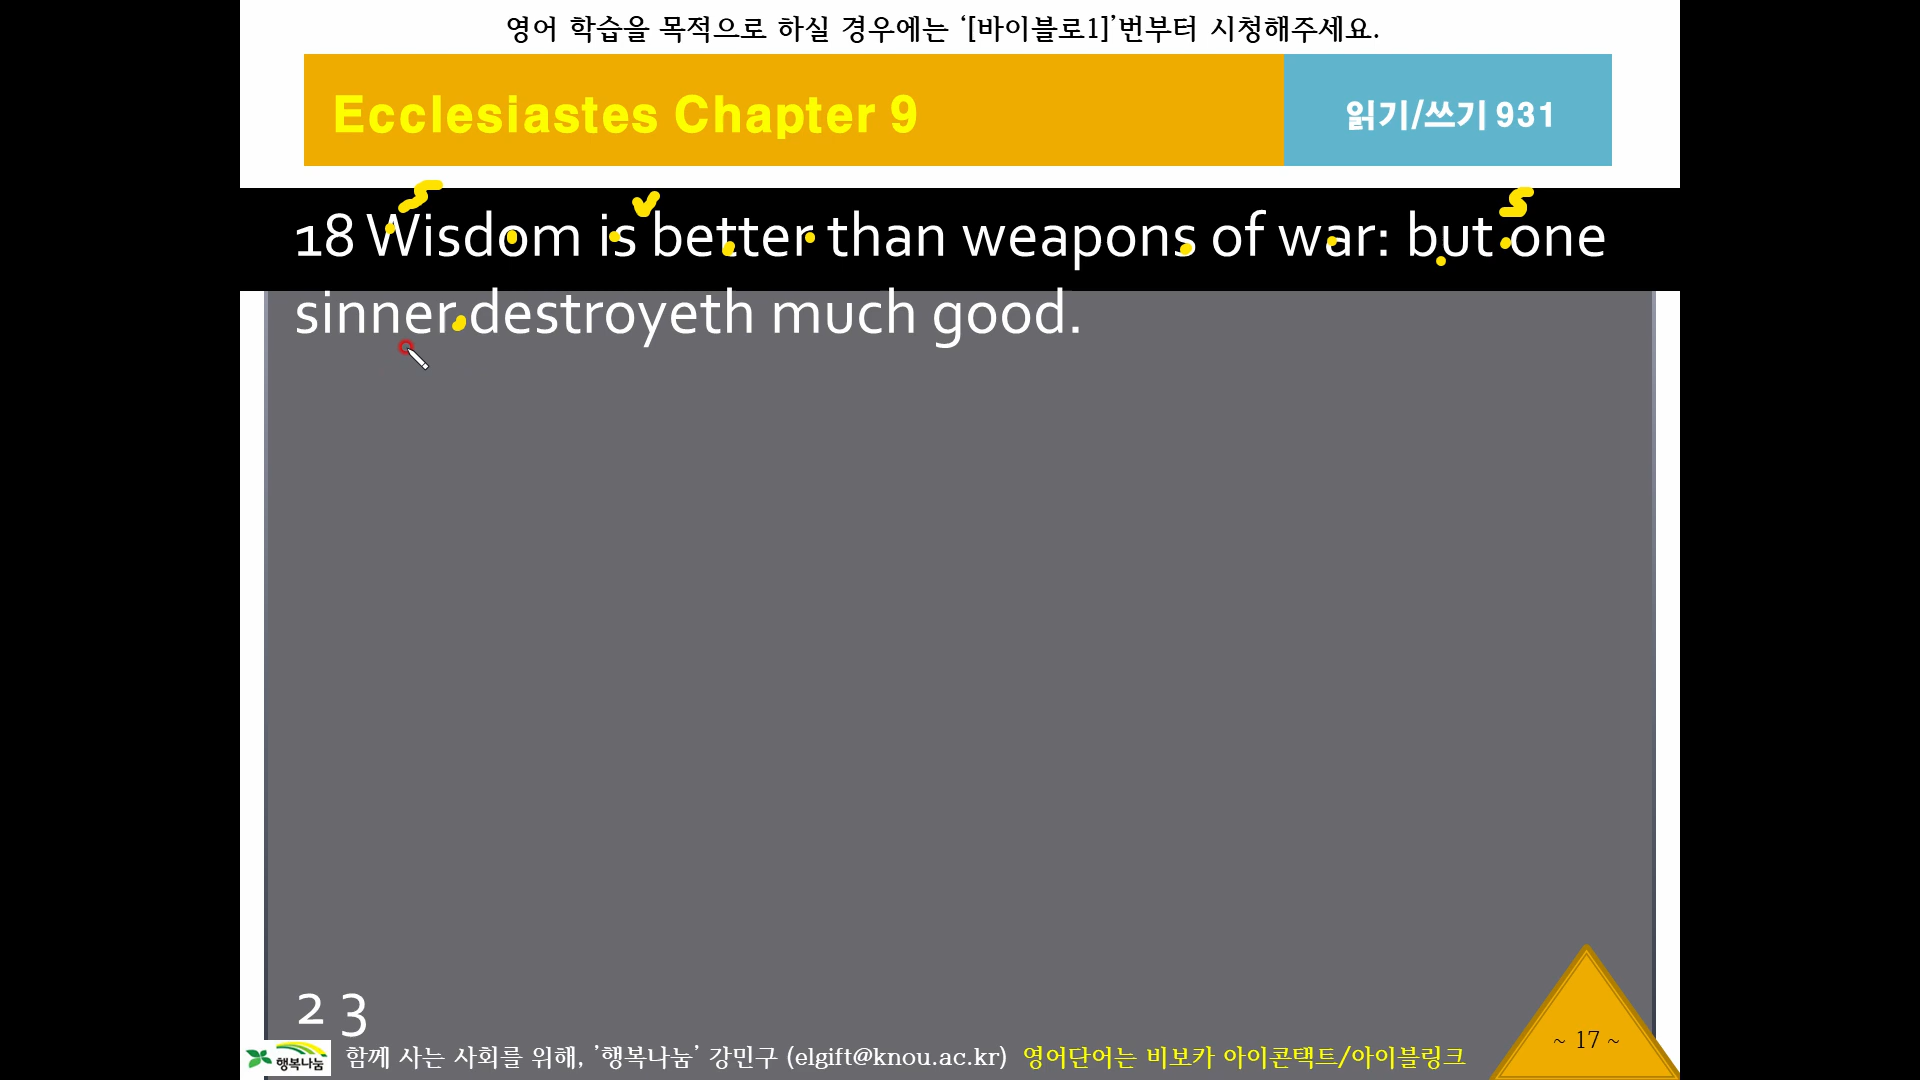 영어 학습을 목적으로 하실 경우에는 ‘[바이블로1]’번부터 시청해주세요.
Ecclesiastes Chapter 9
읽기/쓰기 931
18 Wisdom is better than weapons of war: but one
sinner destroyeth much good.
2 3
~ 17 ~
행복나눔
함께 사는 사회를 위해, ’행복나눔’ 강민구 (elgift@knou.ac.kr) 영어단어는 비보카 아이콘택트/아이블링크